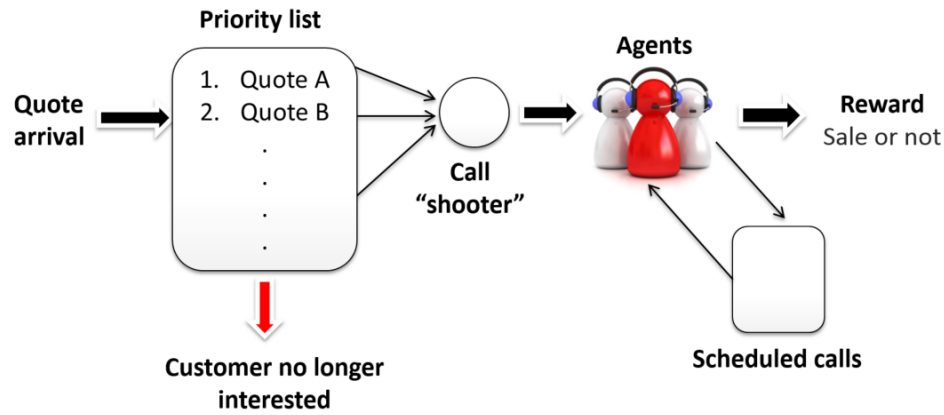 Priority list
Quote
arrival
1. Quote A
2. Quote B
.
.
.
.
Call
“shooter”
Agents
Reward
Sale or not
Scheduled calls
Customer no longer
interested